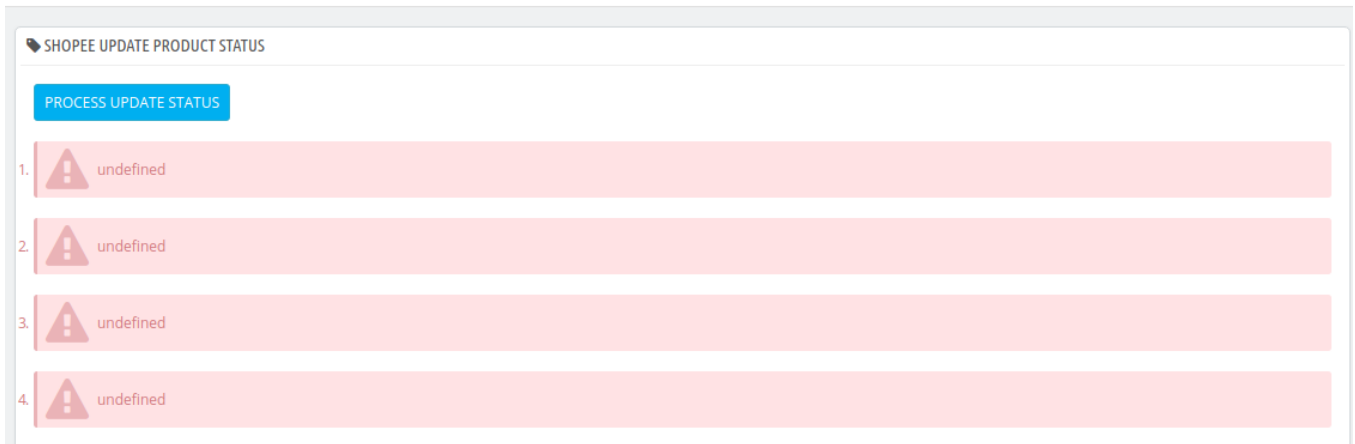 SHOPEE UPDATE PRODUCT STATUS
PROCESS UPDATE STATUS
1. undefined
2. undefined
3. undefined
4. undefined